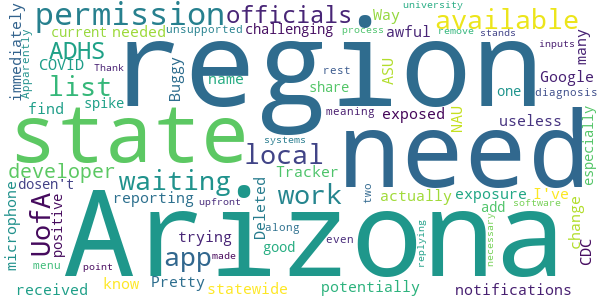 permission officials Way university
current needed unsupported challenging awful process remove stands available
immediately Apparently ADHS region many
COVID Buggy name rest ASU Google inputs
list Thank share one diagnosis
find spike meaning exposed NAU useless especially
state need
developer local Tracker actually exposure I've
dosen't waiting work two add
microphone UofA positive reporting Deleted systems along even software
Arizona trying good replying necessary change CDC
menu point app upfront made
received know Pretty statewide potentially notifications